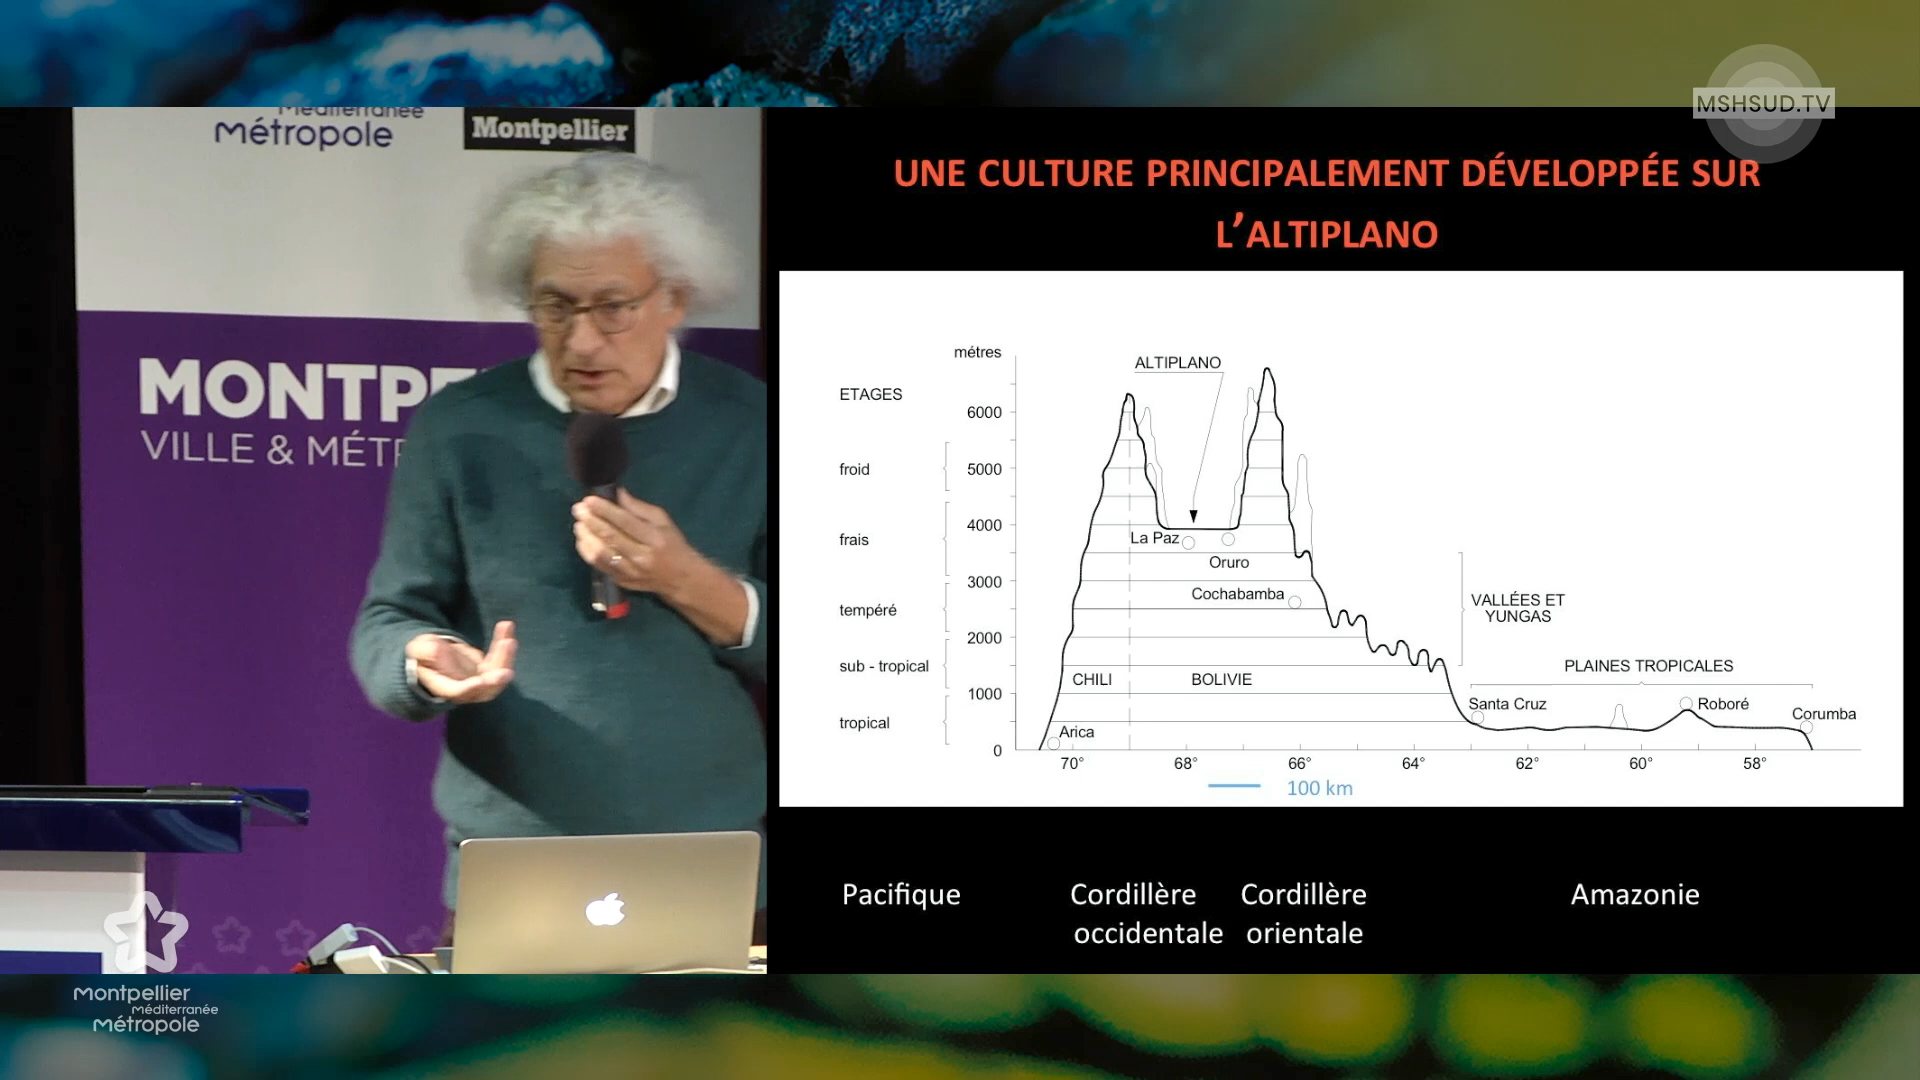 MSHSUD.TV
Méditerranée
métropole
Montpellier
MONTPE
VILLE & MÉTR
montpellier
méditerranée
métropole
UNE CULTURE PRINCIPALEMENT DÉVELOPPÉE SUR
L’ALTIPLANO
métres
ALTIPLANO
ETAGES
6000
froid
5000
4000
frais
La Paz
Oruro
3000
Cochabamba
tempéré
VALLÉES ET
YUNGAS
2000
sub - tropical
PLAINES TROPICALES
CHILI
BOLIVIE
1000
Santa Cruz
Roboré
Corumba
tropical
Arica
0
70°
68°
66°
64°
62°
60°
58°
100 km
Pacifique
Cordillère
occidentale
Cordillère
orientale
Amazonie